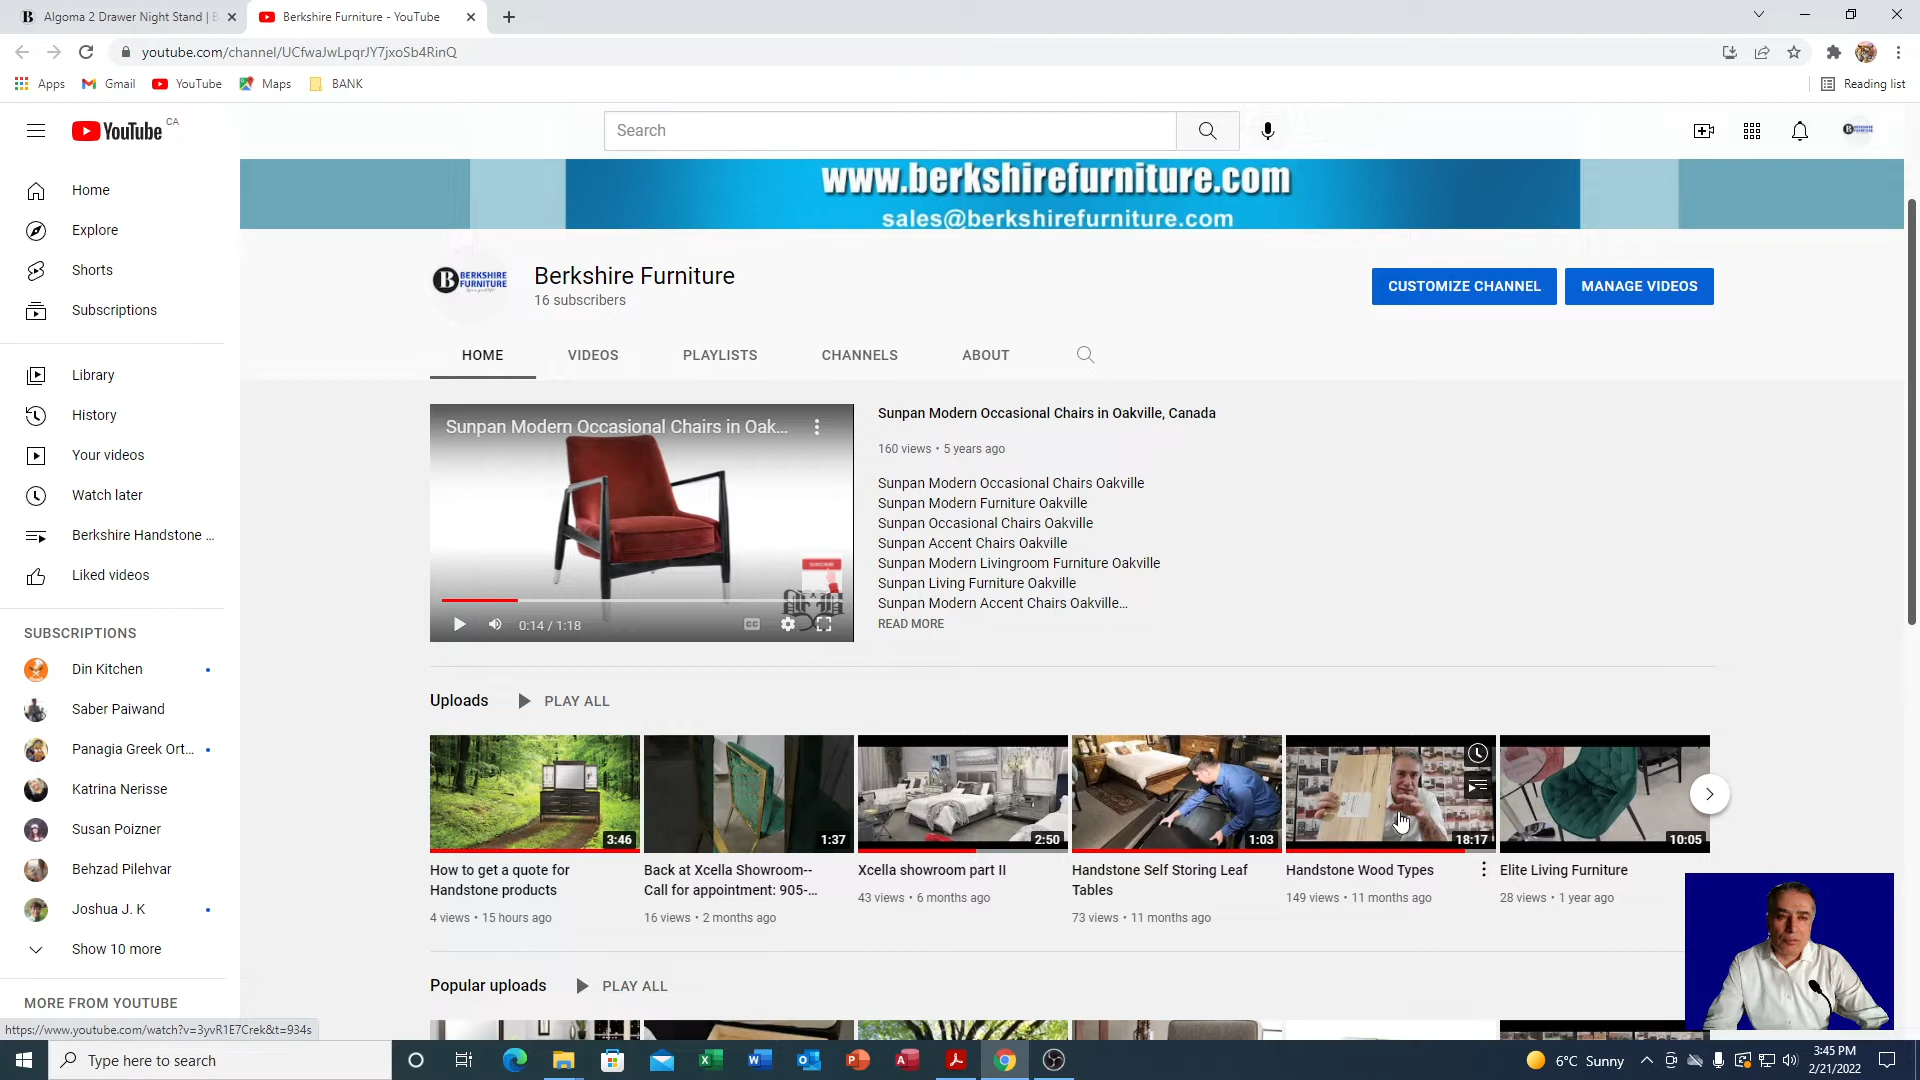 Algoma 2 Drawer Night Stand | B
Berkshire Furniture - YouTube
youtube.com/channel/UCfwaJwLpqrJY7jxoSb4RinQ
Apps
Gmail
YouTube
Maps
BANK
Reading list
YouTube CA
Search
Home
Explore
Shorts
Subscriptions
Library
History
Your videos
Watch later
Berkshire Handstone ...
Liked videos
SUBSCRIPTIONS
Din Kitchen
Saber Paiwand
Panagia Greek Ort...
Katrina Nerisse
Susan Poizner
Behzad Pilehvar
Joshua J. K
Show 10 more
MORE FROM YOUTUBE
www.berkshirefurniture.com
sales@berkshirefurniture.com
B BERKSHIRE
FURNITURE
Berkshire Furniture
16 subscribers
CUSTOMIZE CHANNEL
MANAGE VIDEOS
HOME
VIDEOS
PLAYLISTS
CHANNELS
ABOUT
Sunpan Modern Occasional Chairs in Oak...
SUBSCRIBE
0:14 / 1:18
Sunpan Modern Occasional Chairs in Oakville, Canada
160 views • 5 years ago
Sunpan Modern Occasional Chairs Oakville
Sunpan Modern Furniture Oakville
Sunpan Occasional Chairs Oakville
Sunpan Accent Chairs Oakville
Sunpan Modern Livingroom Furniture Oakville
Sunpan Living Furniture Oakville
Sunpan Modern Accent Chairs Oakville...
READ MORE
Uploads
PLAY ALL
3:46
How to get a quote for
Handstone products
4 views • 15 hours ago
1:37
Back at Xcella Showroom--
Call for appointment: 905-...
16 views • 2 months ago
2:50
Xcella showroom part II
43 views • 6 months ago
1:03
Handstone Self Storing Leaf
Tables
73 views • 11 months ago
18:17
Handstone Wood Types
149 views • 11 months ago
10:05
Elite Living Furniture
28 views • 1 year ago
Popular uploads
PLAY ALL
https://www.youtube.com/watch?v=3yvR1E7Crek&t=934s
Type here to search
6°C Sunny
3:45 PM
2/21/2022